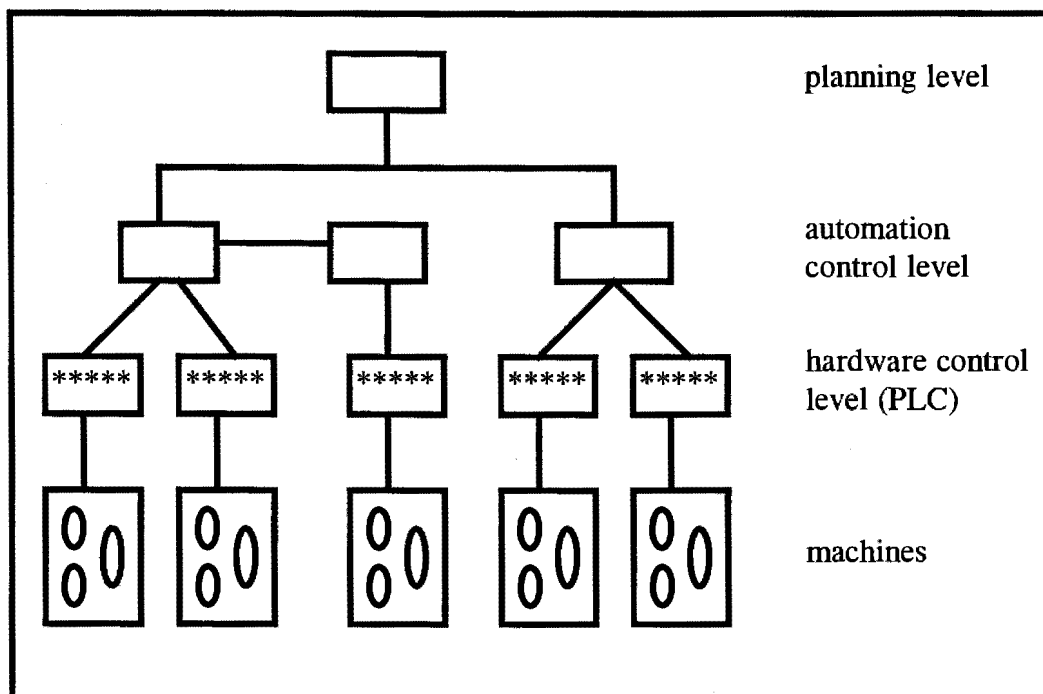 planning level
automation
control level
***** ***** ***** ***** *****
hardware control
level (PLC)
machines